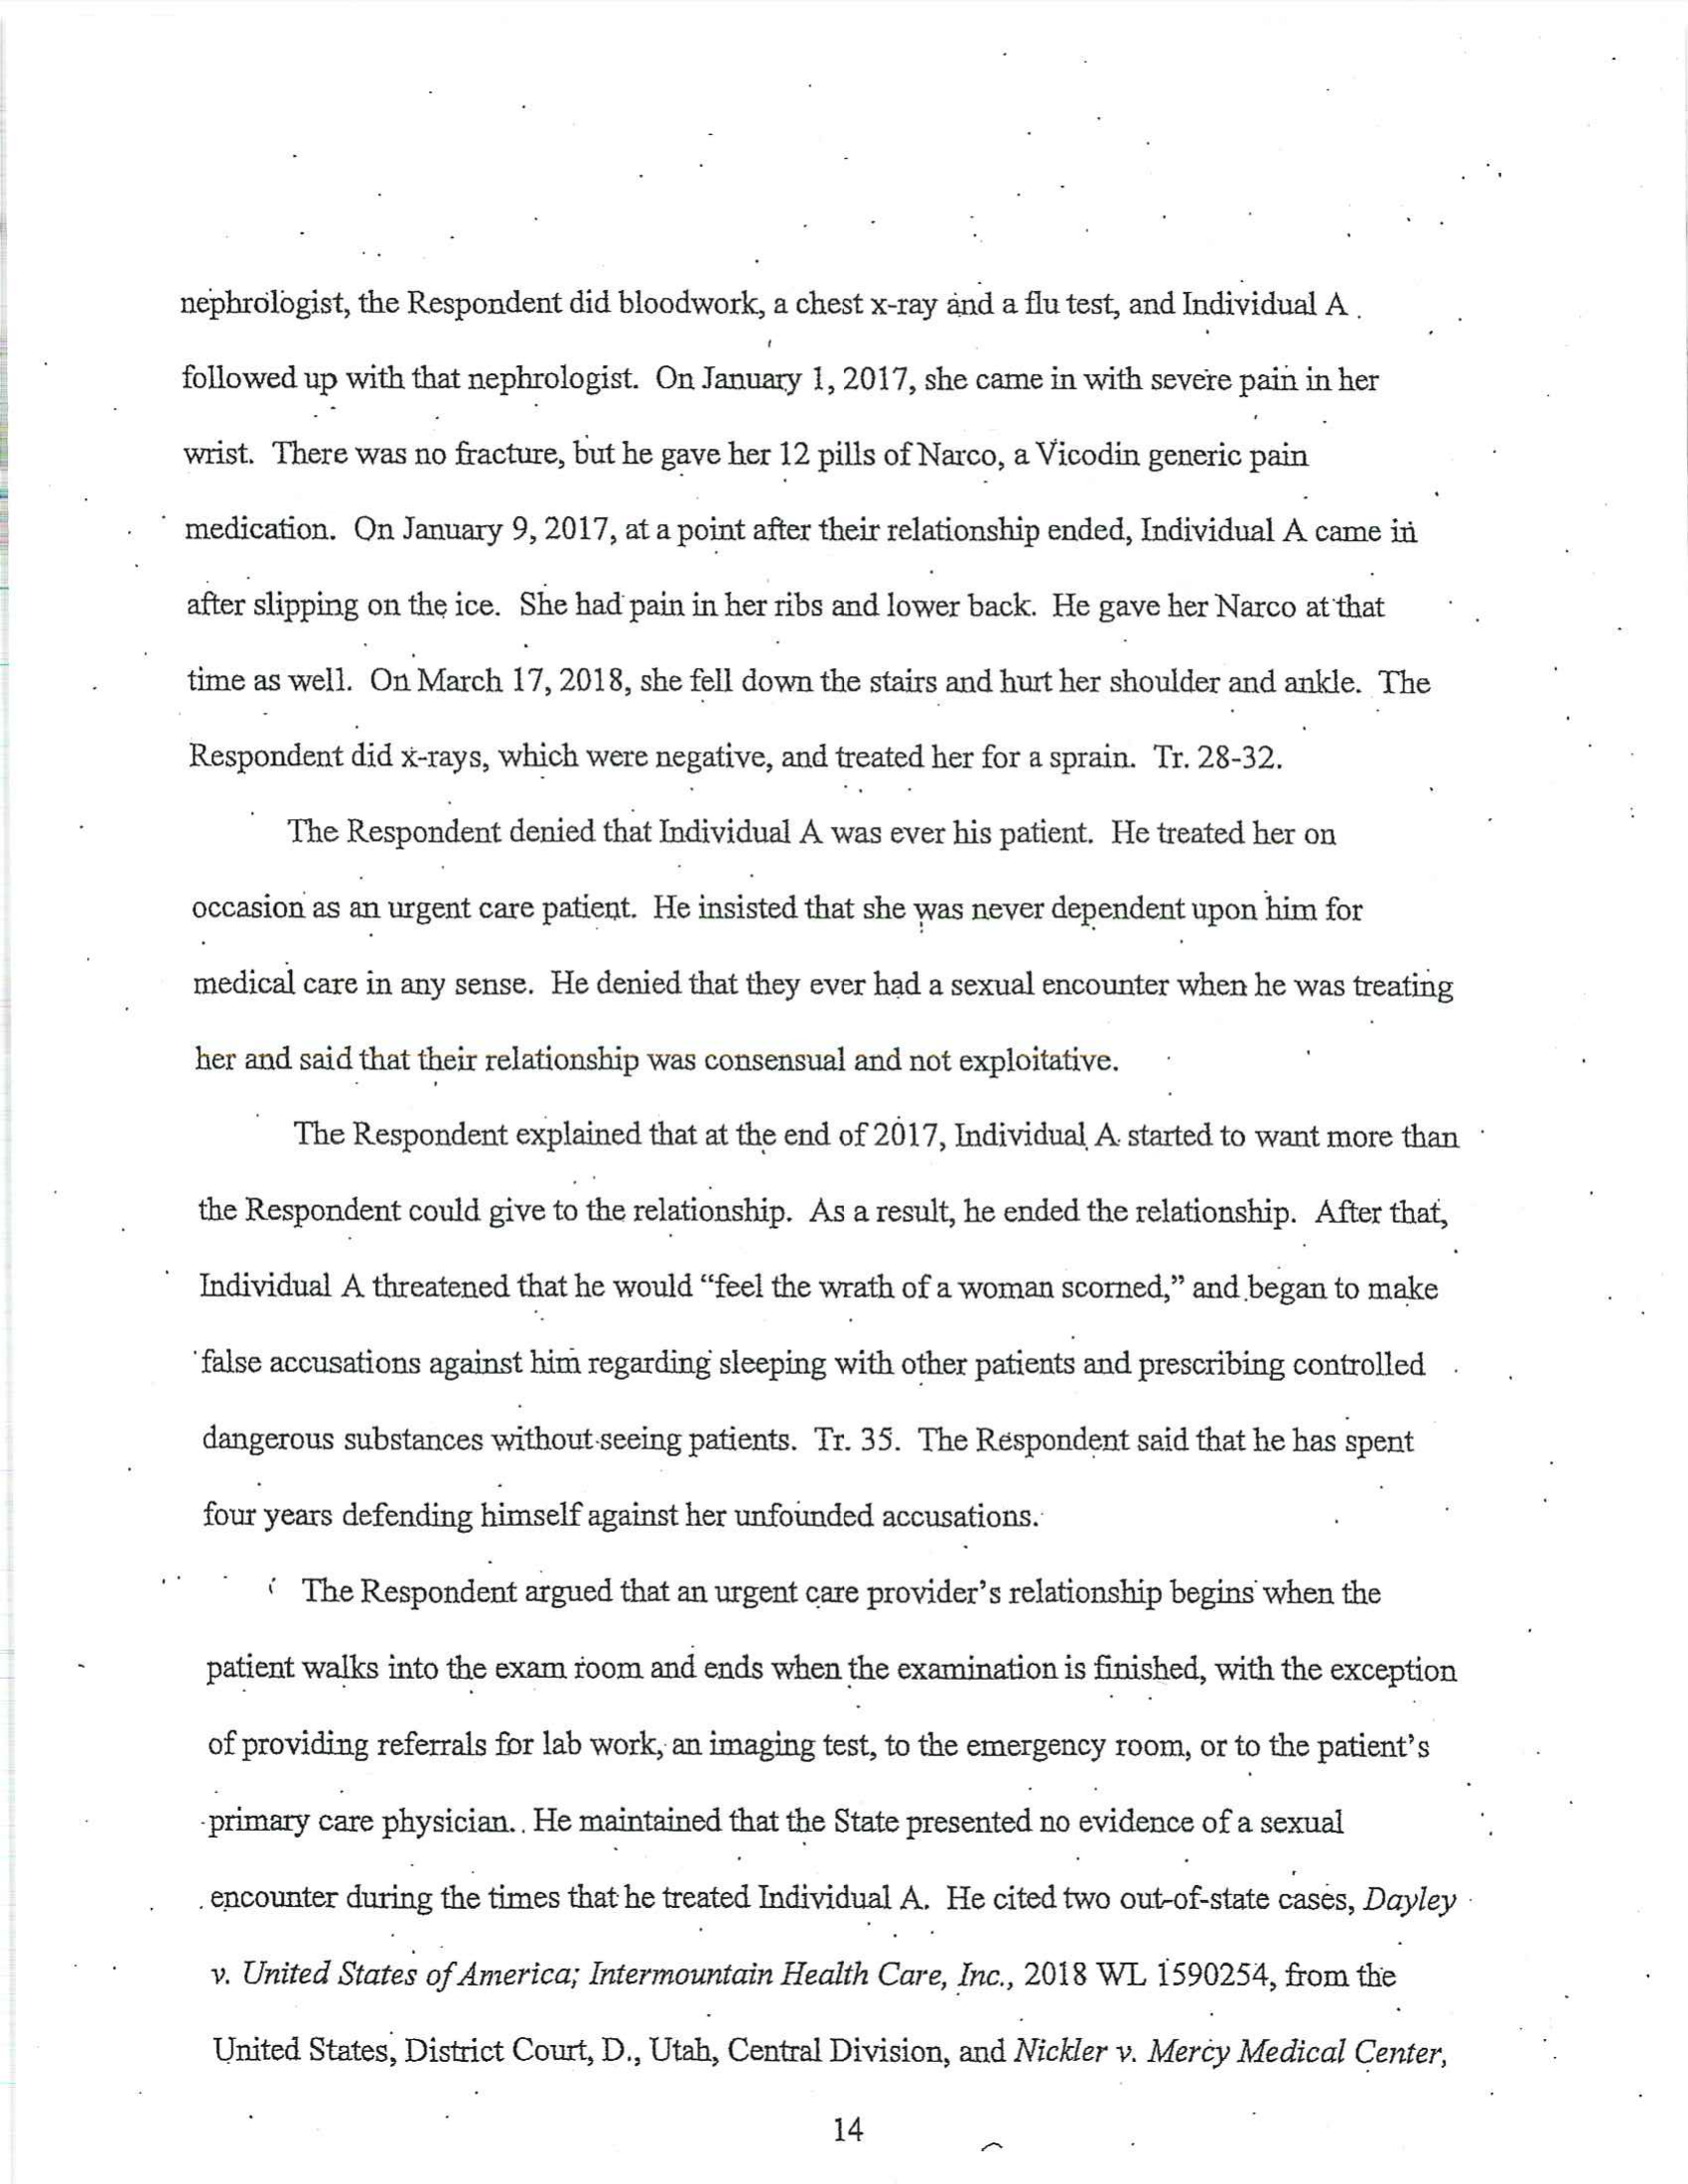 nephrologist, the Respondent did bloodwork, a chest x-ray and a flu test, and Individual A
followed up with that nephrologist. On January 1, 2017, she came in with severe pain in her
wrist. There was no fracture, but he gave her 12 pills of Narco, a Vicodin generic pain
medication. On January 9, 2017, at a point after their relationship ended, Individual A came in
after slipping on the ice. She had pain in her ribs and lower back. He gave her Narco at that
time as well. On March 17, 2018, she fell down the stairs and hurt her shoulder and ankle. The
Respondent did x-rays, which were negative, and treated her for a sprain. Tr. 28-32.
The Respondent denied that Individual A was ever his patient. He treated her on
occasion as an urgent care patient. He insisted that she was never dependent upon him for
medical care in any sense. He denied that they ever had a sexual encounter when he was treating
her and said that their relationship was consensual and not exploitative.
The Respondent explained that at the end of 2017, Individual A started to want more than
the Respondent could give to the relationship. As a result, he ended the relationship. After that,
Individual A threatened that he would “feel the wrath of a woman scorned,” and began to make
false accusations against him regarding sleeping with other patients and prescribing controlled
dangerous substances without seeing patients. Tr. 35. The Respondent said that he has spent
four years defending himself against her unfounded accusations.
The Respondent argued that an urgent care provider’s relationship begins when the
patient walks into the exam room and ends when the examination is finished, with the exception
of providing referrals for lab work, an imaging test, to the emergency room, or to the patient’s
primary care physician. He maintained that the State presented no evidence of a sexual
encounter during the times that he treated Individual A. He cited two out-of-state cases, Dayley
v. United States of America; Intermountain Health Care, Inc., 2018 WL 1590254, from the
United States, District Court, D., Utah, Central Division, and Nickler v. Mercy Medical Center,
14